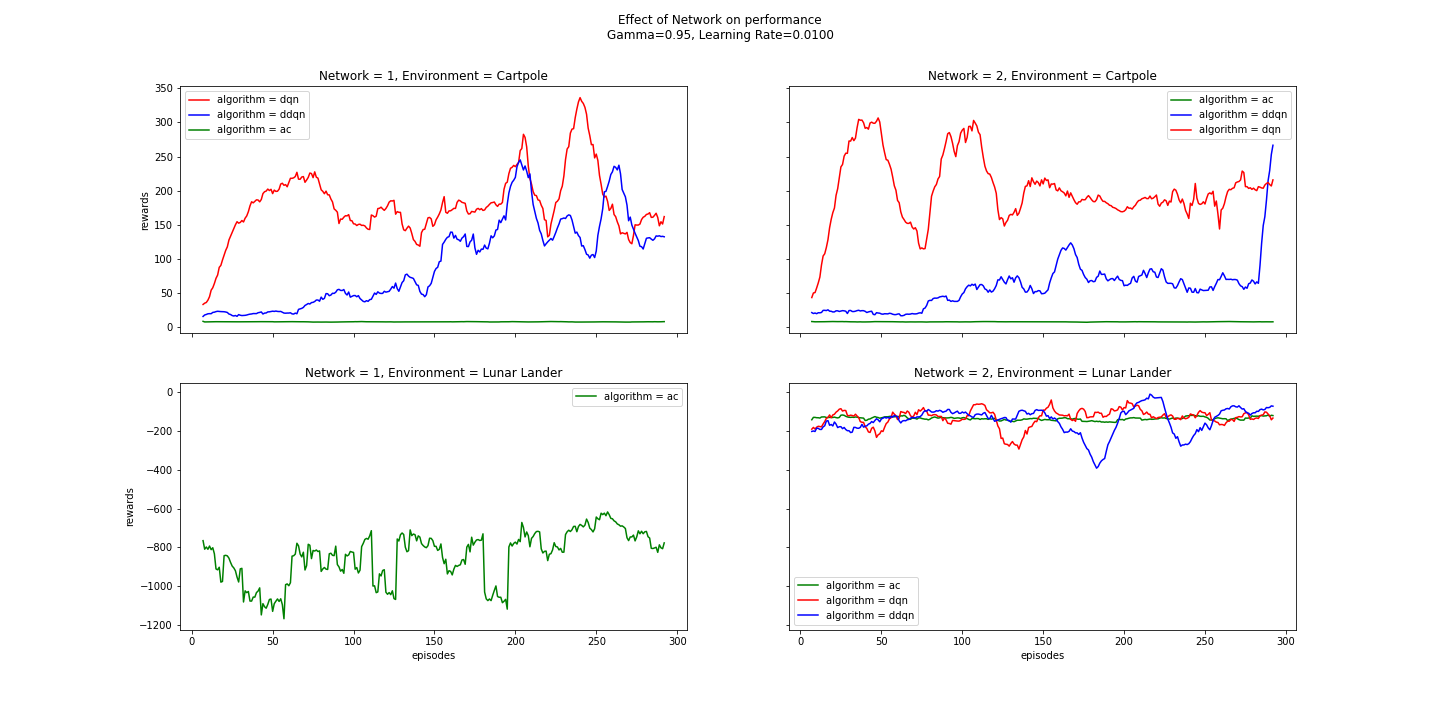 Effect of Network on performance
Gamma=0.95, Learning Rate=0.0100
Network = 1, Environment = Cartpole
350
300
250
200
150
100
50
0
rewards
algorithm = dqn
algorithm = ddqn
algorithm = ac
Network = 2, Environment = Cartpole
algorithm = ac
algorithm = ddqn
algorithm = dqn
Network = 1, Environment = Lunar Lander
0
−200
−400
−600
−800
−1000
−1200
rewards
algorithm = ac
0
50
100
150
200
250
300
episodes
Network = 2, Environment = Lunar Lander
algorithm = ac
algorithm = dqn
algorithm = ddqn
0
50
100
150
200
250
300
episodes